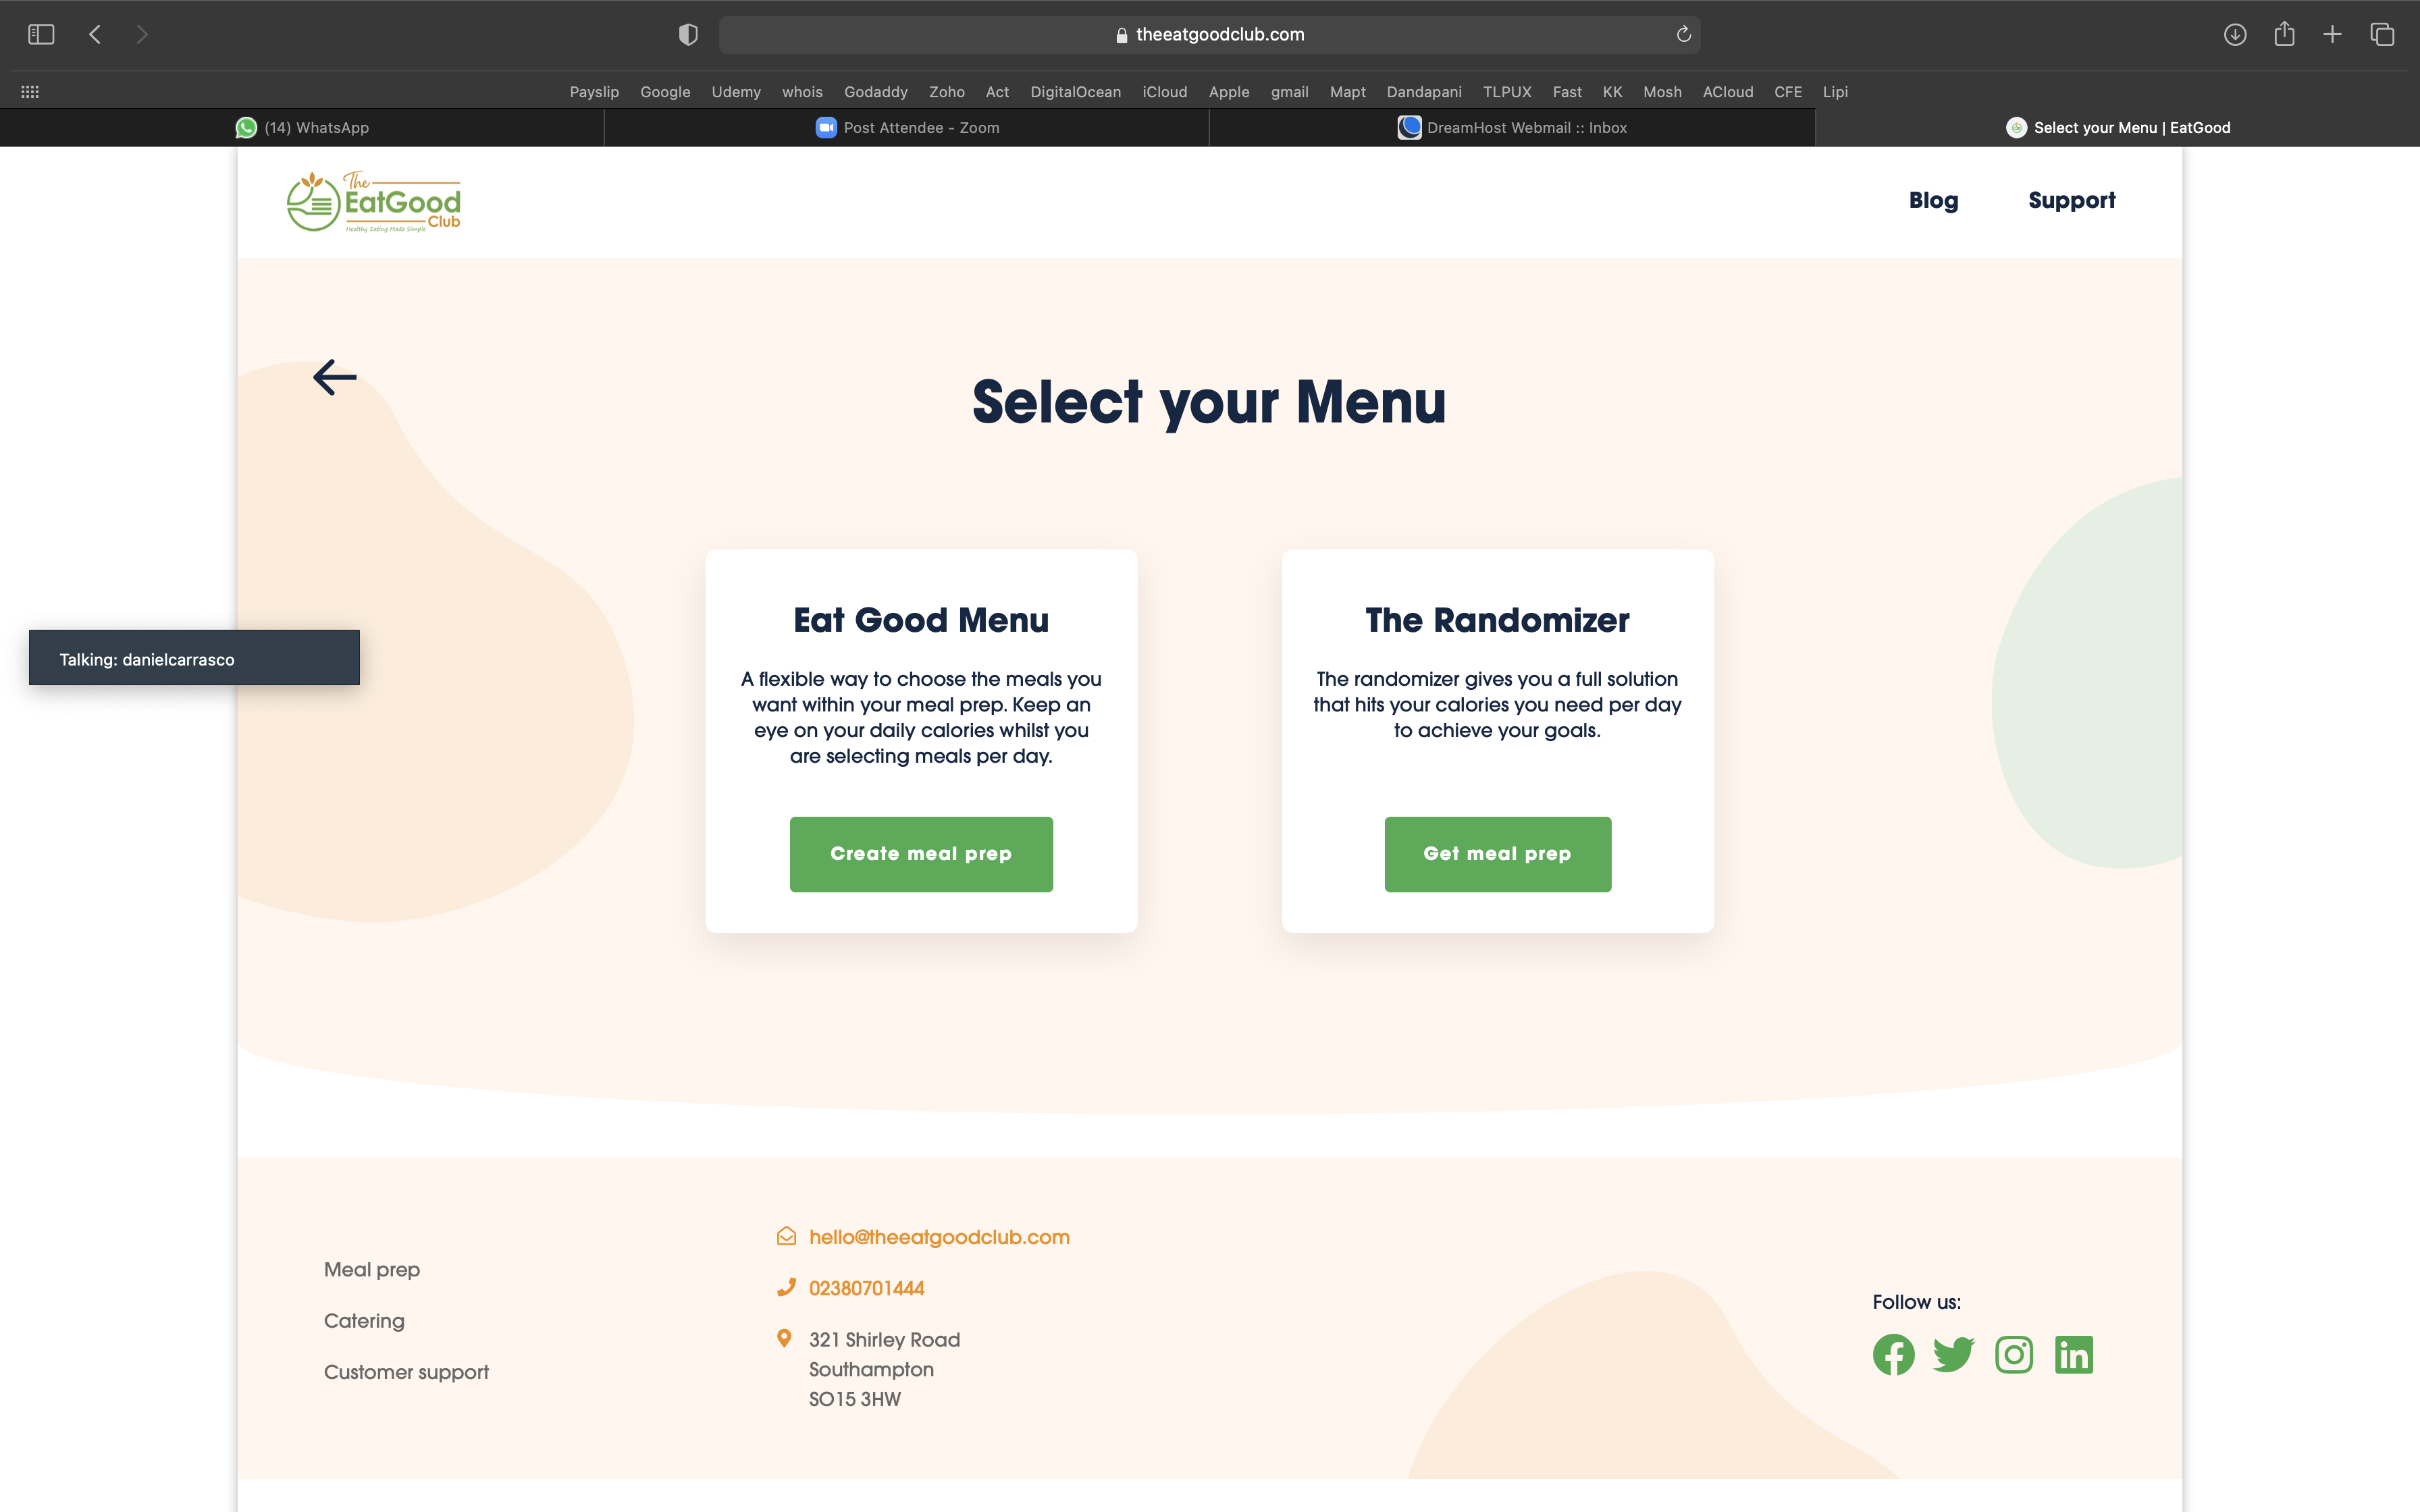 theeatgoodclub.com
Payslip Google Udemy whois Godaddy Zoho Act DigitalOcean iCloud Apple gmail Mapt Dandapani TLPUX Fast KK Mosh ACloud CFE Lipi
(14) WhatsApp
Post Attendee - Zoom
DreamHost Webmail :: Inbox
Select your Menu | EatGood
The
EatGood
Club
Healthy Eating Made Simple
Blog
Support
Select your Menu
Talking: danielcarrasco
Eat Good Menu
A flexible way to choose the meals you
want within your meal prep. Keep an
eye on your daily calories whilst you
are selecting meals per day.
Create meal prep
The Randomizer
The randomizer gives you a full solution
that hits your calories you need per day
to achieve your goals.
Get meal prep
Meal prep
Catering
Customer support
hello@theeatgoodclub.com
02380701444
321 Shirley Road
Southampton
SO15 3HW
Follow us: